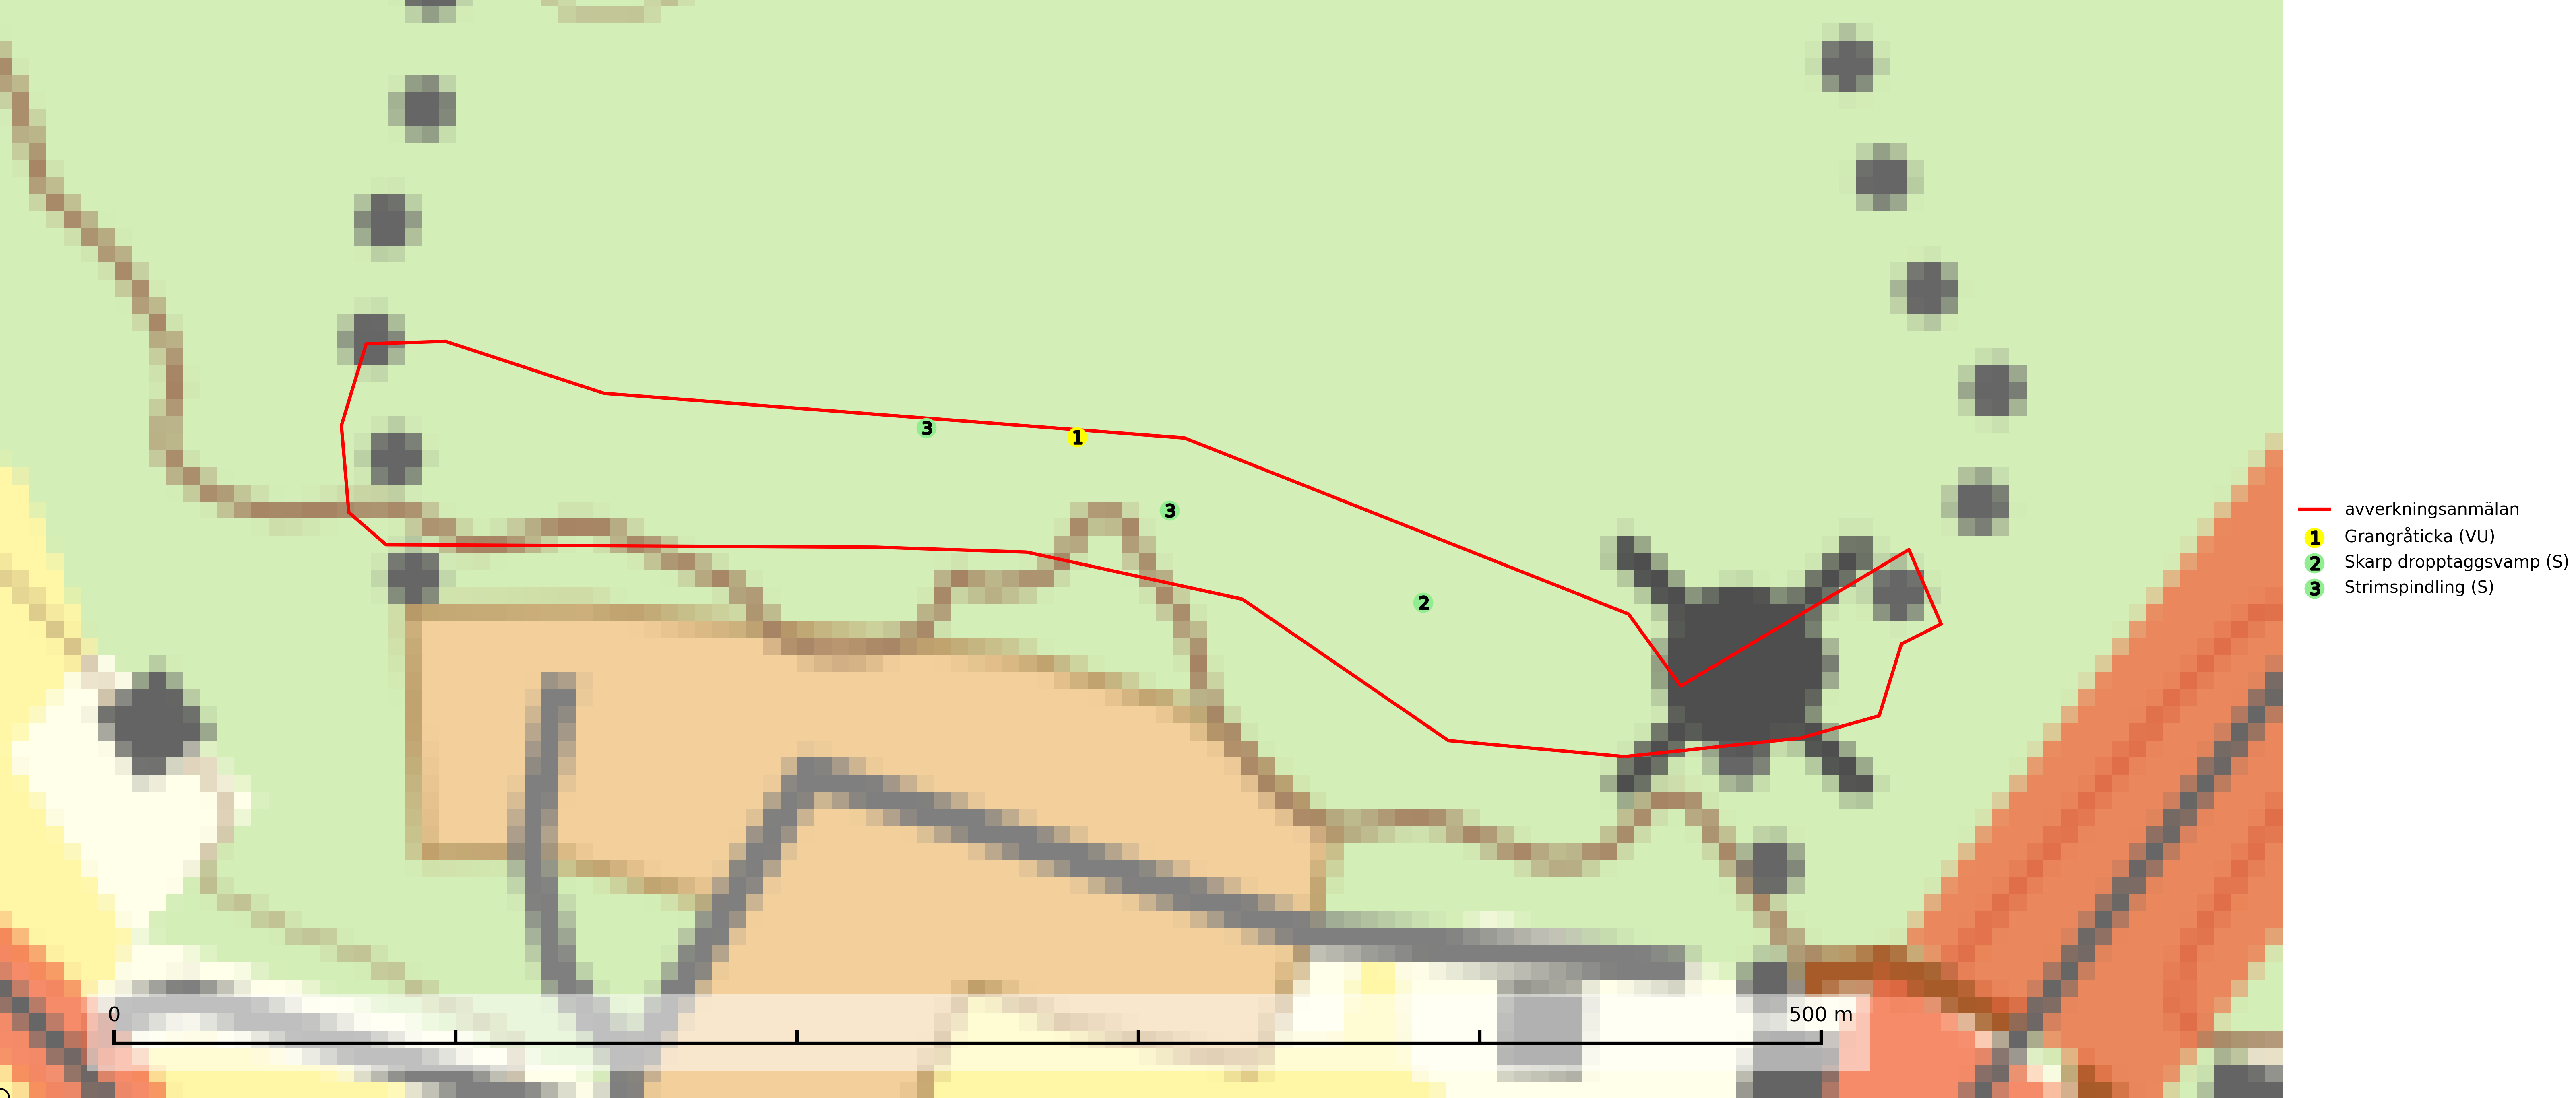 3
1
3
2
avverkningsanmälan
1 Grangråticka (VU)
2 Skarp dropptaggsvamp (S)
3 Strimspindling (S)
0 500 m